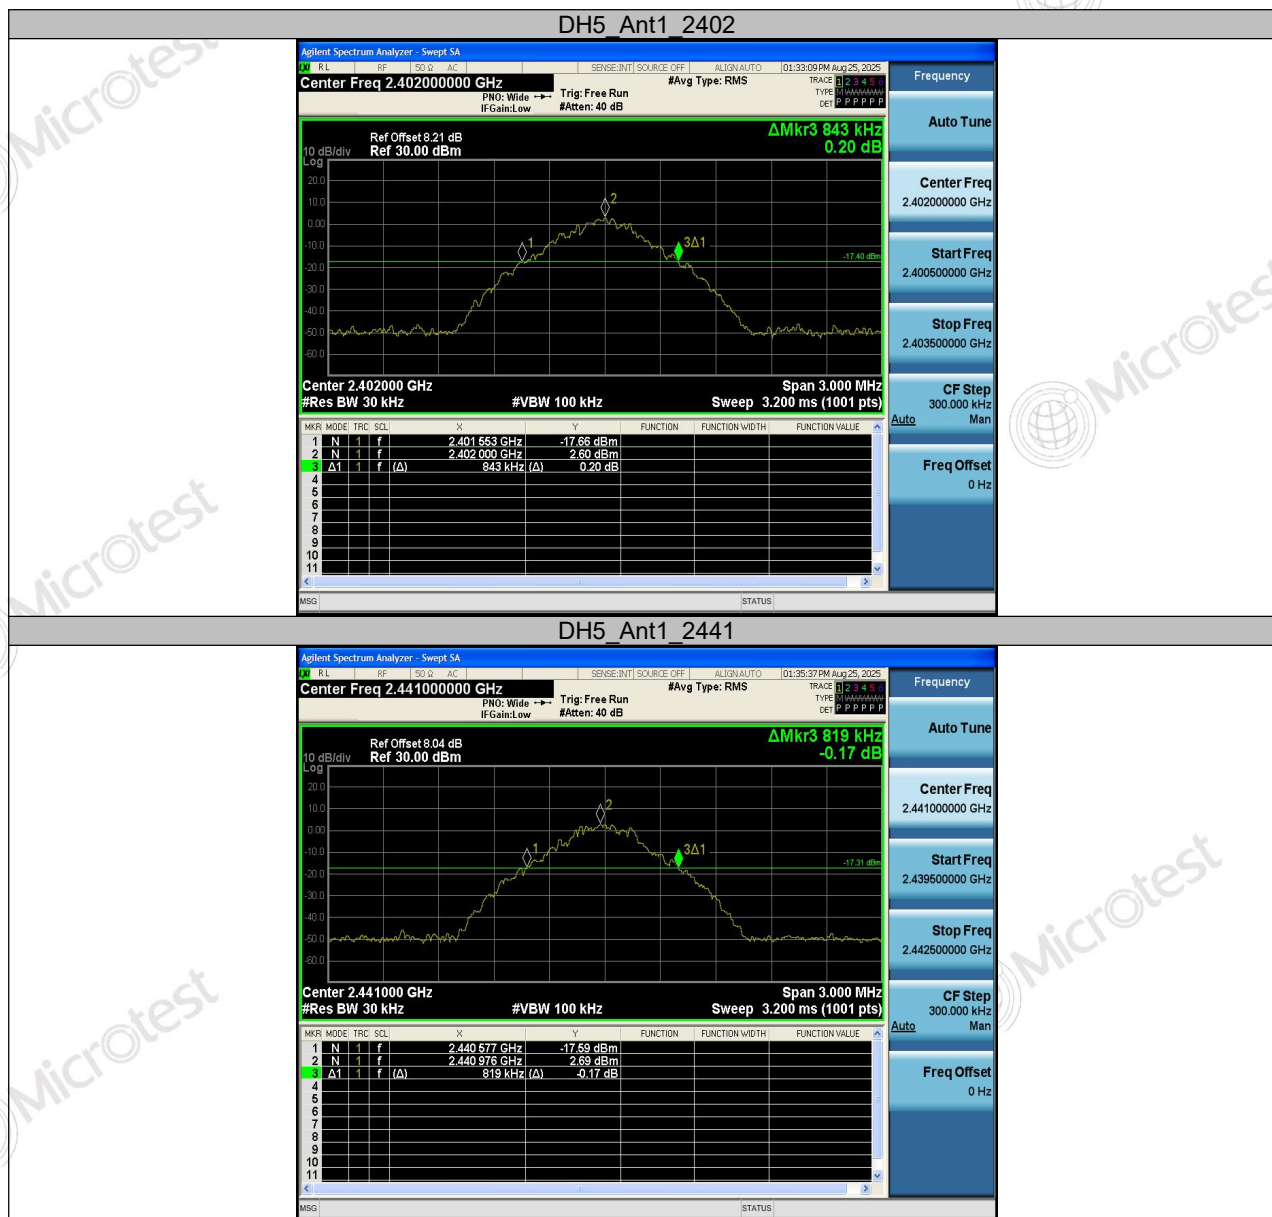 DH5_Ant1_2402
Agilent Spectrum Analyzer - Swept SA
RL RF 50 Ω AC SENSE:INT SOURCE OFF ALIGN AUTO 01:33:09 PM Aug 25, 2025
Center Freq 2.402000000 GHz
PNO: Wide
IFGain:Low
Trig: Free Run
#Atten: 40 dB
#Avg Type: RMS
TRACE 1 2 3 4 5 6
TYPE M W W W W W
DET P P P P P P
Ref Offset 8.21 dB
10 dB/div Ref 30.00 dBm
Log
ΔMkr3 843 kHz
0.20 dB
20.0
10.0
0.00
-10.0
-20.0
-30.0
-40.0
-50.0
-60.0
1
2
3Δ1
-17.40 dBm
Center 2.402000 GHz Span 3.000 MHz
#Res BW 30 kHz #VBW 100 kHz Sweep 3.200 ms (1001 pts)
MKR MODE TRC SCL X Y FUNCTION FUNCTION WIDTH FUNCTION VALUE
1 N 1 f 2.401 553 GHz -17.66 dBm
2 N 1 f 2.402 000 GHz 2.60 dBm
3 Δ1 1 f (Δ) 843 kHz (Δ) 0.20 dB
4
5
6
7
8
9
10
11
MSG STATUS
Frequency
Auto Tune
Center Freq
2.402000000 GHz
Start Freq
2.400500000 GHz
Stop Freq
2.403500000 GHz
CF Step
300.000 kHz
Auto Man
Freq Offset
0 Hz
DH5_Ant1_2441
Agilent Spectrum Analyzer - Swept SA
RL RF 50 Ω AC SENSE:INT SOURCE OFF ALIGN AUTO 01:35:37 PM Aug 25, 2025
Center Freq 2.441000000 GHz
PNO: Wide
IFGain:Low
Trig: Free Run
#Atten: 40 dB
#Avg Type: RMS
TRACE 1 2 3 4 5 6
TYPE M W W W W W
DET P P P P P P
Ref Offset 8.04 dB
10 dB/div Ref 30.00 dBm
Log
ΔMkr3 819 kHz
-0.17 dB
20.0
10.0
0.00
-10.0
-20.0
-30.0
-40.0
-50.0
-60.0
1
2
3Δ1
-17.31 dBm
Center 2.441000 GHz Span 3.000 MHz
#Res BW 30 kHz #VBW 100 kHz Sweep 3.200 ms (1001 pts)
MKR MODE TRC SCL X Y FUNCTION FUNCTION WIDTH FUNCTION VALUE
1 N 1 f 2.440 577 GHz -17.59 dBm
2 N 1 f 2.440 976 GHz 2.69 dBm
3 Δ1 1 f (Δ) 819 kHz (Δ) -0.17 dB
4
5
6
7
8
9
10
11
MSG STATUS
Frequency
Auto Tune
Center Freq
2.441000000 GHz
Start Freq
2.439500000 GHz
Stop Freq
2.442500000 GHz
CF Step
300.000 kHz
Auto Man
Freq Offset
0 Hz
Microtest
Microtest
Microtest
Microtest
Microtest